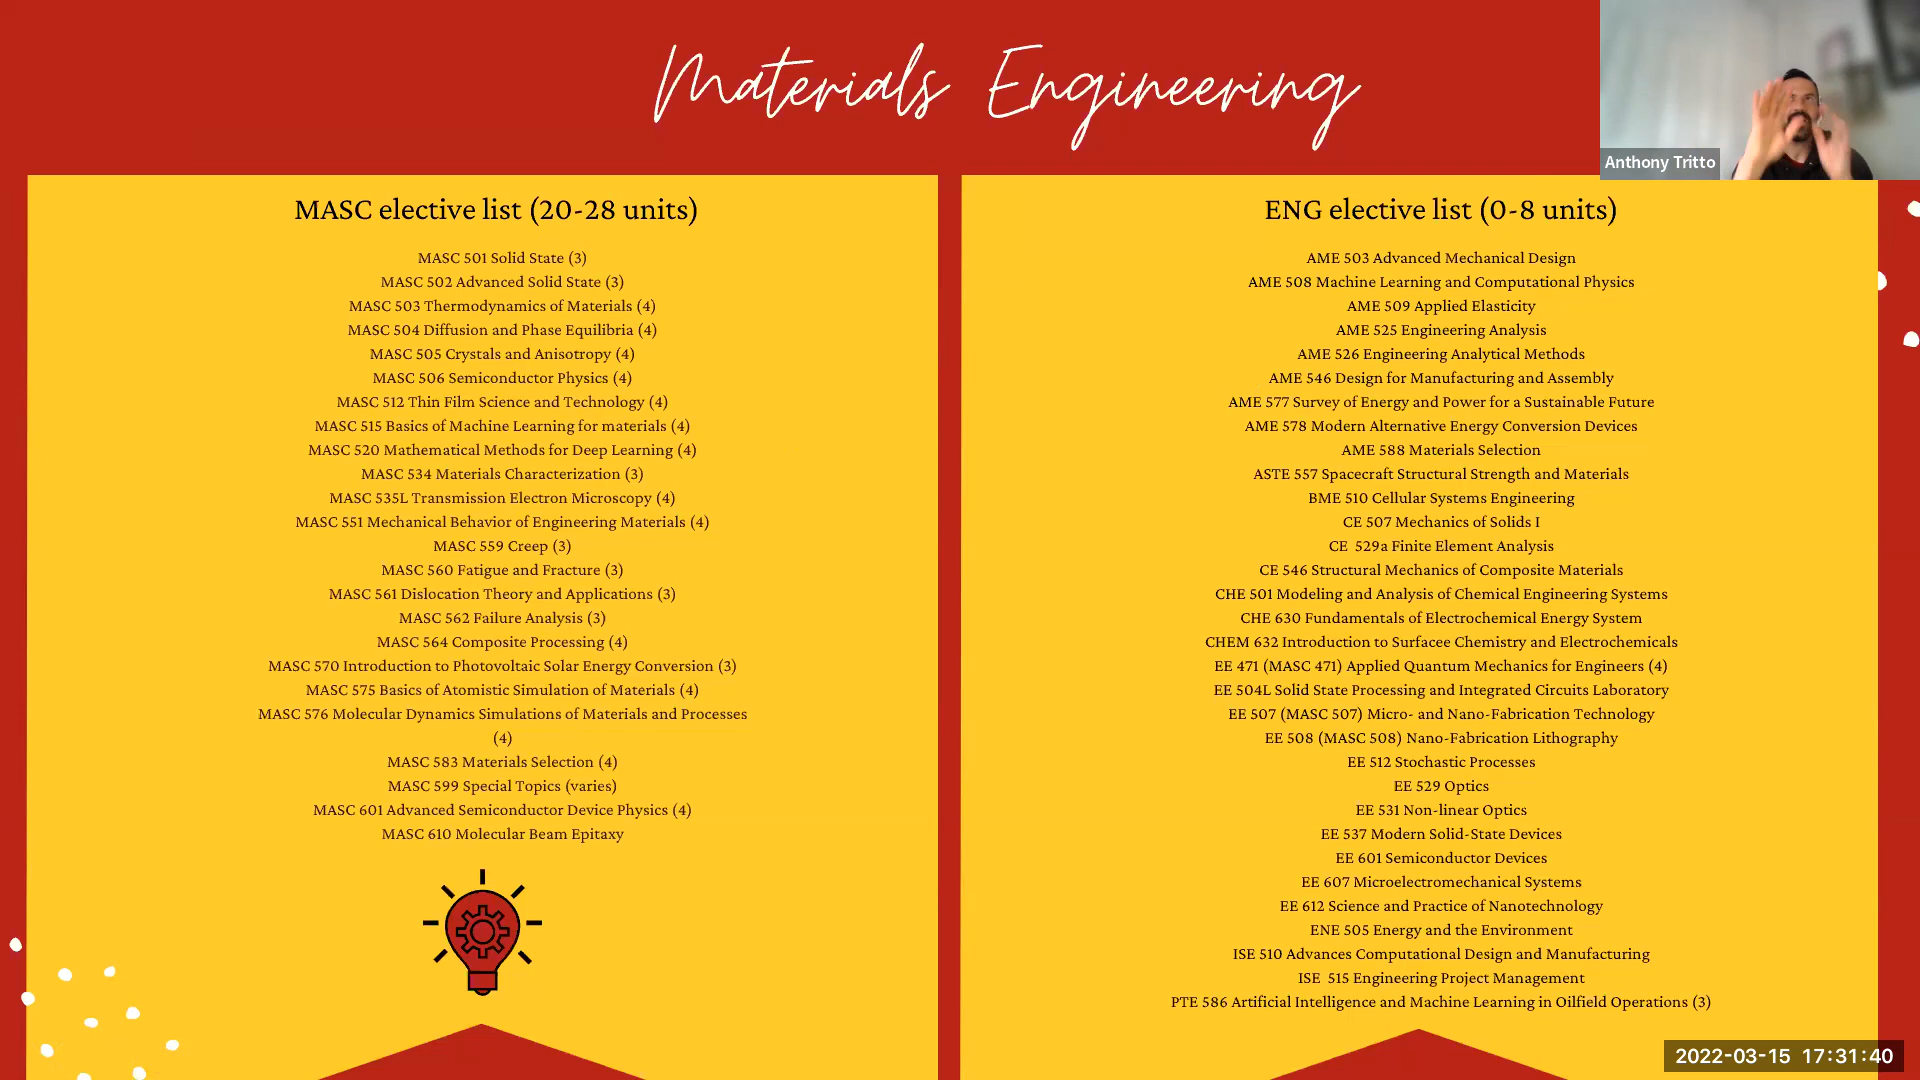 Materials Engineering
Anthony Tritto
MASC elective list (20-28 units)
MASC 501 Solid State (3)
MASC 502 Advanced Solid State (3)
MASC 503 Thermodynamics of Materials (4)
MASC 504 Diffusion and Phase Equilibria (4)
MASC 505 Crystals and Anisotropy (4)
MASC 506 Semiconductor Physics (4)
MASC 512 Thin Film Science and Technology (4)
MASC 515 Basics of Machine Learning for materials (4)
MASC 520 Mathematical Methods for Deep Learning (4)
MASC 534 Materials Characterization (3)
MASC 535L Transmission Electron Microscopy (4)
MASC 551 Mechanical Behavior of Engineering Materials (4)
MASC 559 Creep (3)
MASC 560 Fatigue and Fracture (3)
MASC 561 Dislocation Theory and Applications (3)
MASC 562 Failure Analysis (3)
MASC 564 Composite Processing (4)
MASC 570 Introduction to Photovoltaic Solar Energy Conversion (3)
MASC 575 Basics of Atomistic Simulation of Materials (4)
MASC 576 Molecular Dynamics Simulations of Materials and Processes
(4)
MASC 583 Materials Selection (4)
MASC 599 Special Topics (varies)
MASC 601 Advanced Semiconductor Device Physics (4)
MASC 610 Molecular Beam Epitaxy
ENG elective list (0-8 units)
AME 503 Advanced Mechanical Design
AME 508 Machine Learning and Computational Physics
AME 509 Applied Elasticity
AME 525 Engineering Analysis
AME 526 Engineering Analytical Methods
AME 546 Design for Manufacturing and Assembly
AME 577 Survey of Energy and Power for a Sustainable Future
AME 578 Modern Alternative Energy Conversion Devices
AME 588 Materials Selection
ASTE 557 Spacecraft Structural Strength and Materials
BME 510 Cellular Systems Engineering
CE 507 Mechanics of Solids I
CE 529a Finite Element Analysis
CE 546 Structural Mechanics of Composite Materials
CHE 501 Modeling and Analysis of Chemical Engineering Systems
CHE 630 Fundamentals of Electrochemical Energy System
CHEM 632 Introduction to Surfacee Chemistry and Electrochemicals
EE 471 (MASC 471) Applied Quantum Mechanics for Engineers (4)
EE 504L Solid State Processing and Integrated Circuits Laboratory
EE 507 (MASC 507) Micro- and Nano-Fabrication Technology
EE 508 (MASC 508) Nano-Fabrication Lithography
EE 512 Stochastic Processes
EE 529 Optics
EE 531 Non-linear Optics
EE 537 Modern Solid-State Devices
EE 601 Semiconductor Devices
EE 607 Microelectromechanical Systems
EE 612 Science and Practice of Nanotechnology
ENE 505 Energy and the Environment
ISE 510 Advances Computational Design and Manufacturing
ISE 515 Engineering Project Management
PTE 586 Artificial Intelligence and Machine Learning in Oilfield Operations (3)
2022-03-15 17:31:40